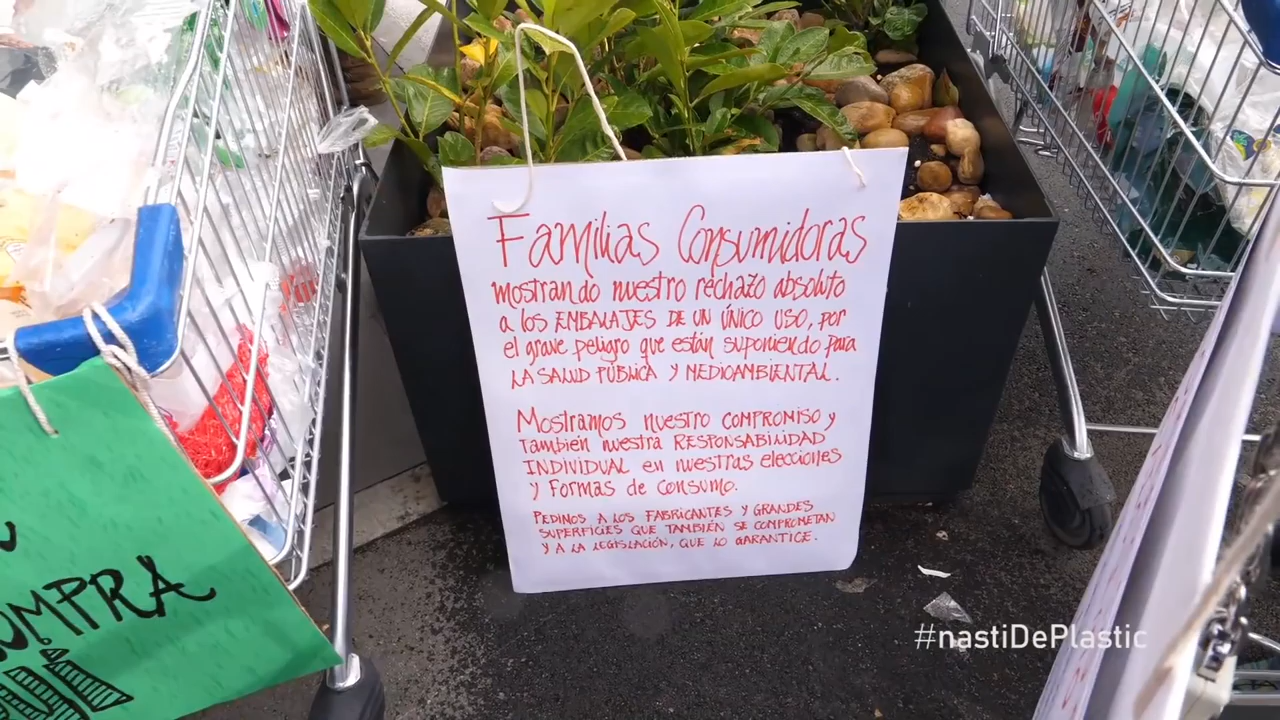 Familias Consumidoras
mostrando nuestro rechazo absoluto
a los EMBALAJES DE UN ÚNICO USO, por
el grave peligro que están suponiendo para
LA SALUD PÚBLICA Y MEDIOAMBIENTAL.
Mostramos nuestro COMPROMISO y
también nuestra RESPONSABILIDAD
INDIVIDUAL en nuestras elecciones
y Formas de consumo.
PEDIMOS A LOS FABRICANTES Y GRANDES
SUPERFICIES QUE TAMBIÉN SE COMPROMETAN
Y A LA LEGISLACIÓN, QUE LO GARANTICE.
OMPRA
#nastiDePlastic